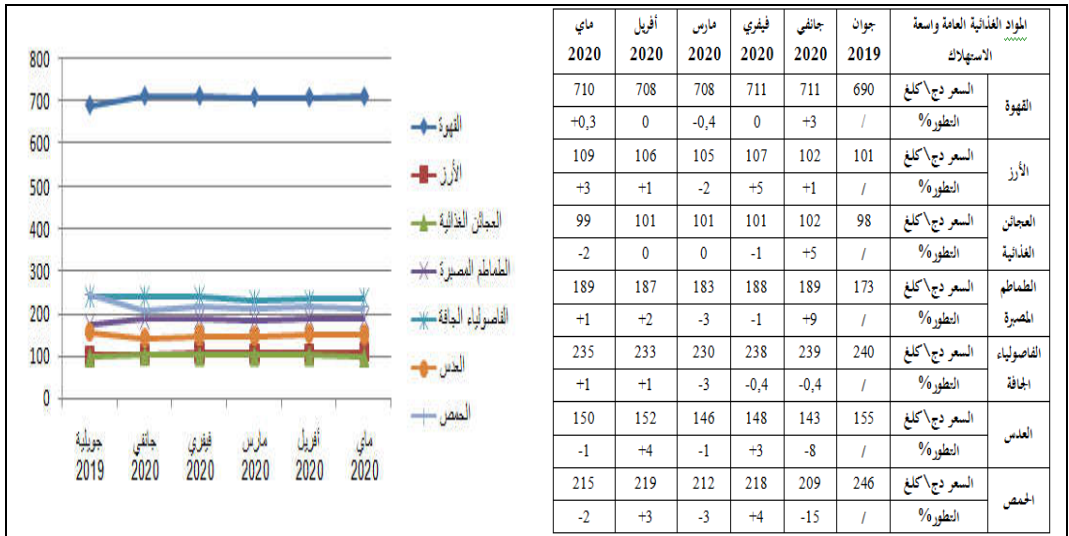 المواد الغذائية العامة واسعة جوان جانفي فيفري مارس أفريل ماي
الاستهلاك 2019 2020 2020 2020 2020 2020
القهوة
السعر دج\كلغ 690 711 711 708 708 710
التطور% / +3 0 -0,4 0 +0,3
الأرز
السعر دج\كلغ 101 102 107 105 106 109
التطور% / +1 +5 -2 +1 +3
العجائن
الغذائية
السعر دج\كلغ 98 102 101 101 101 99
التطور% / +5 -1 0 0 -2
الطماطم
المصبرة
السعر دج\كلغ 173 189 188 183 187 189
التطور% / +9 -1 -3 +2 +1
الفاصولياء
الجافة
السعر دج\كلغ 240 239 238 230 233 235
التطور% / -0,4 -0,4 -3 +1 +1
العدس
السعر دج\كلغ 155 143 148 146 152 150
التطور% / -8 +3 -1 +4 -1
الحمص
السعر دج\كلغ 246 209 218 212 219 215
التطور% / -15 +4 -3 +3 -2
800
700
600
500
400
300
200
100
0
جويلية جانفي فيفري مارس أفريل ماي
2019 2020 2020 2020 2020 2020
القهوة
الأرز
العجائن الغذائية
الطماطم المصبرة
الفاصولياء الجافة
العدس
الحمص